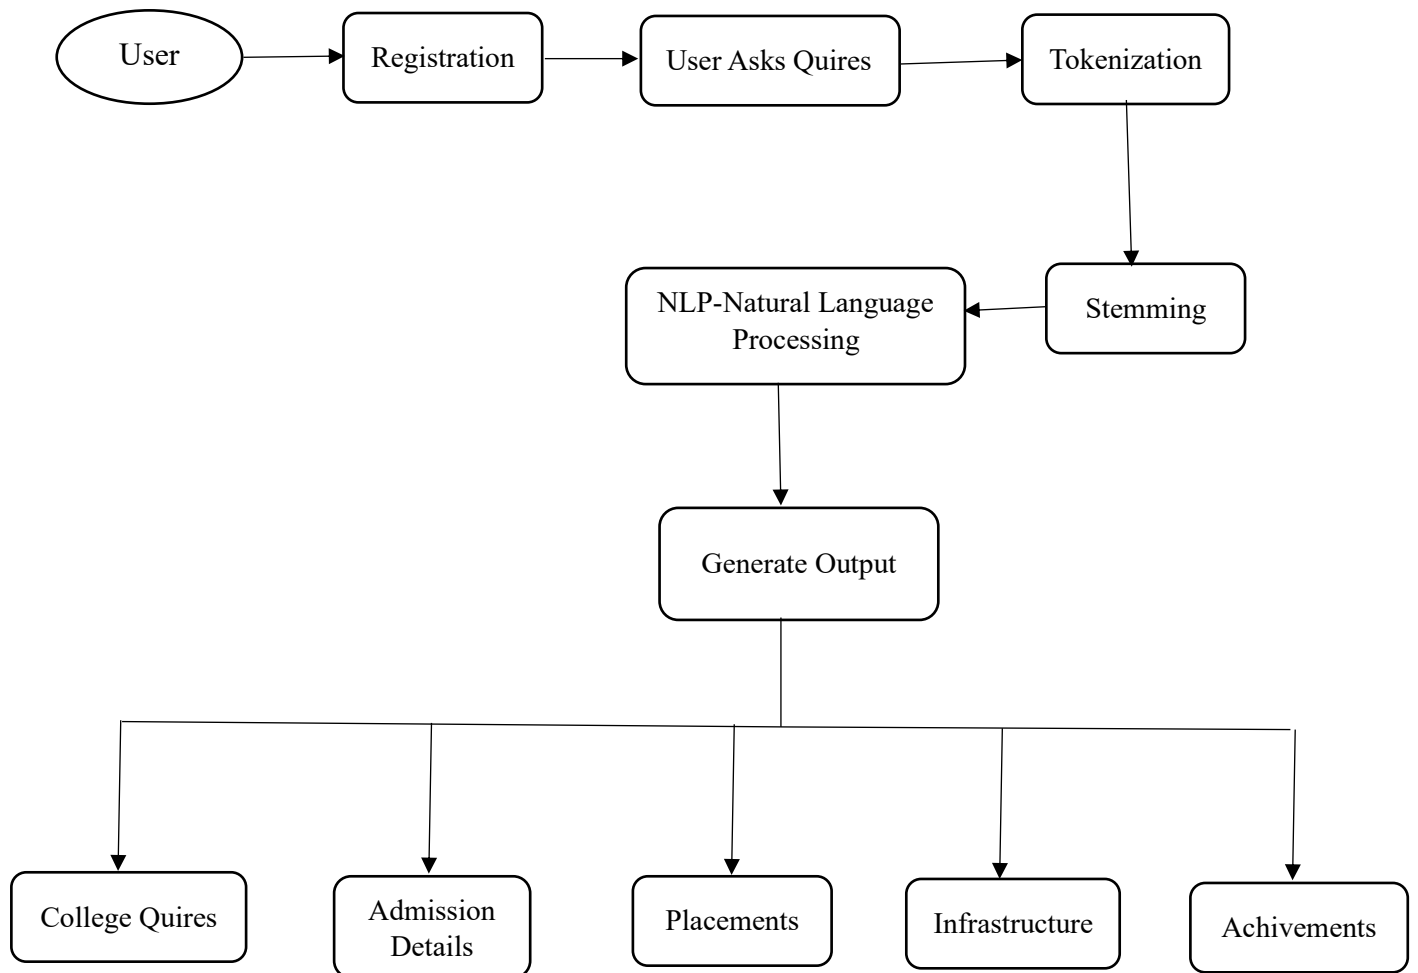 User
Registration
User Asks Quires
Tokenization
NLP-Natural Language
Processing
Stemming
Generate Output
College Quires
Admission
Details
Placements
Infrastructure
Achivements